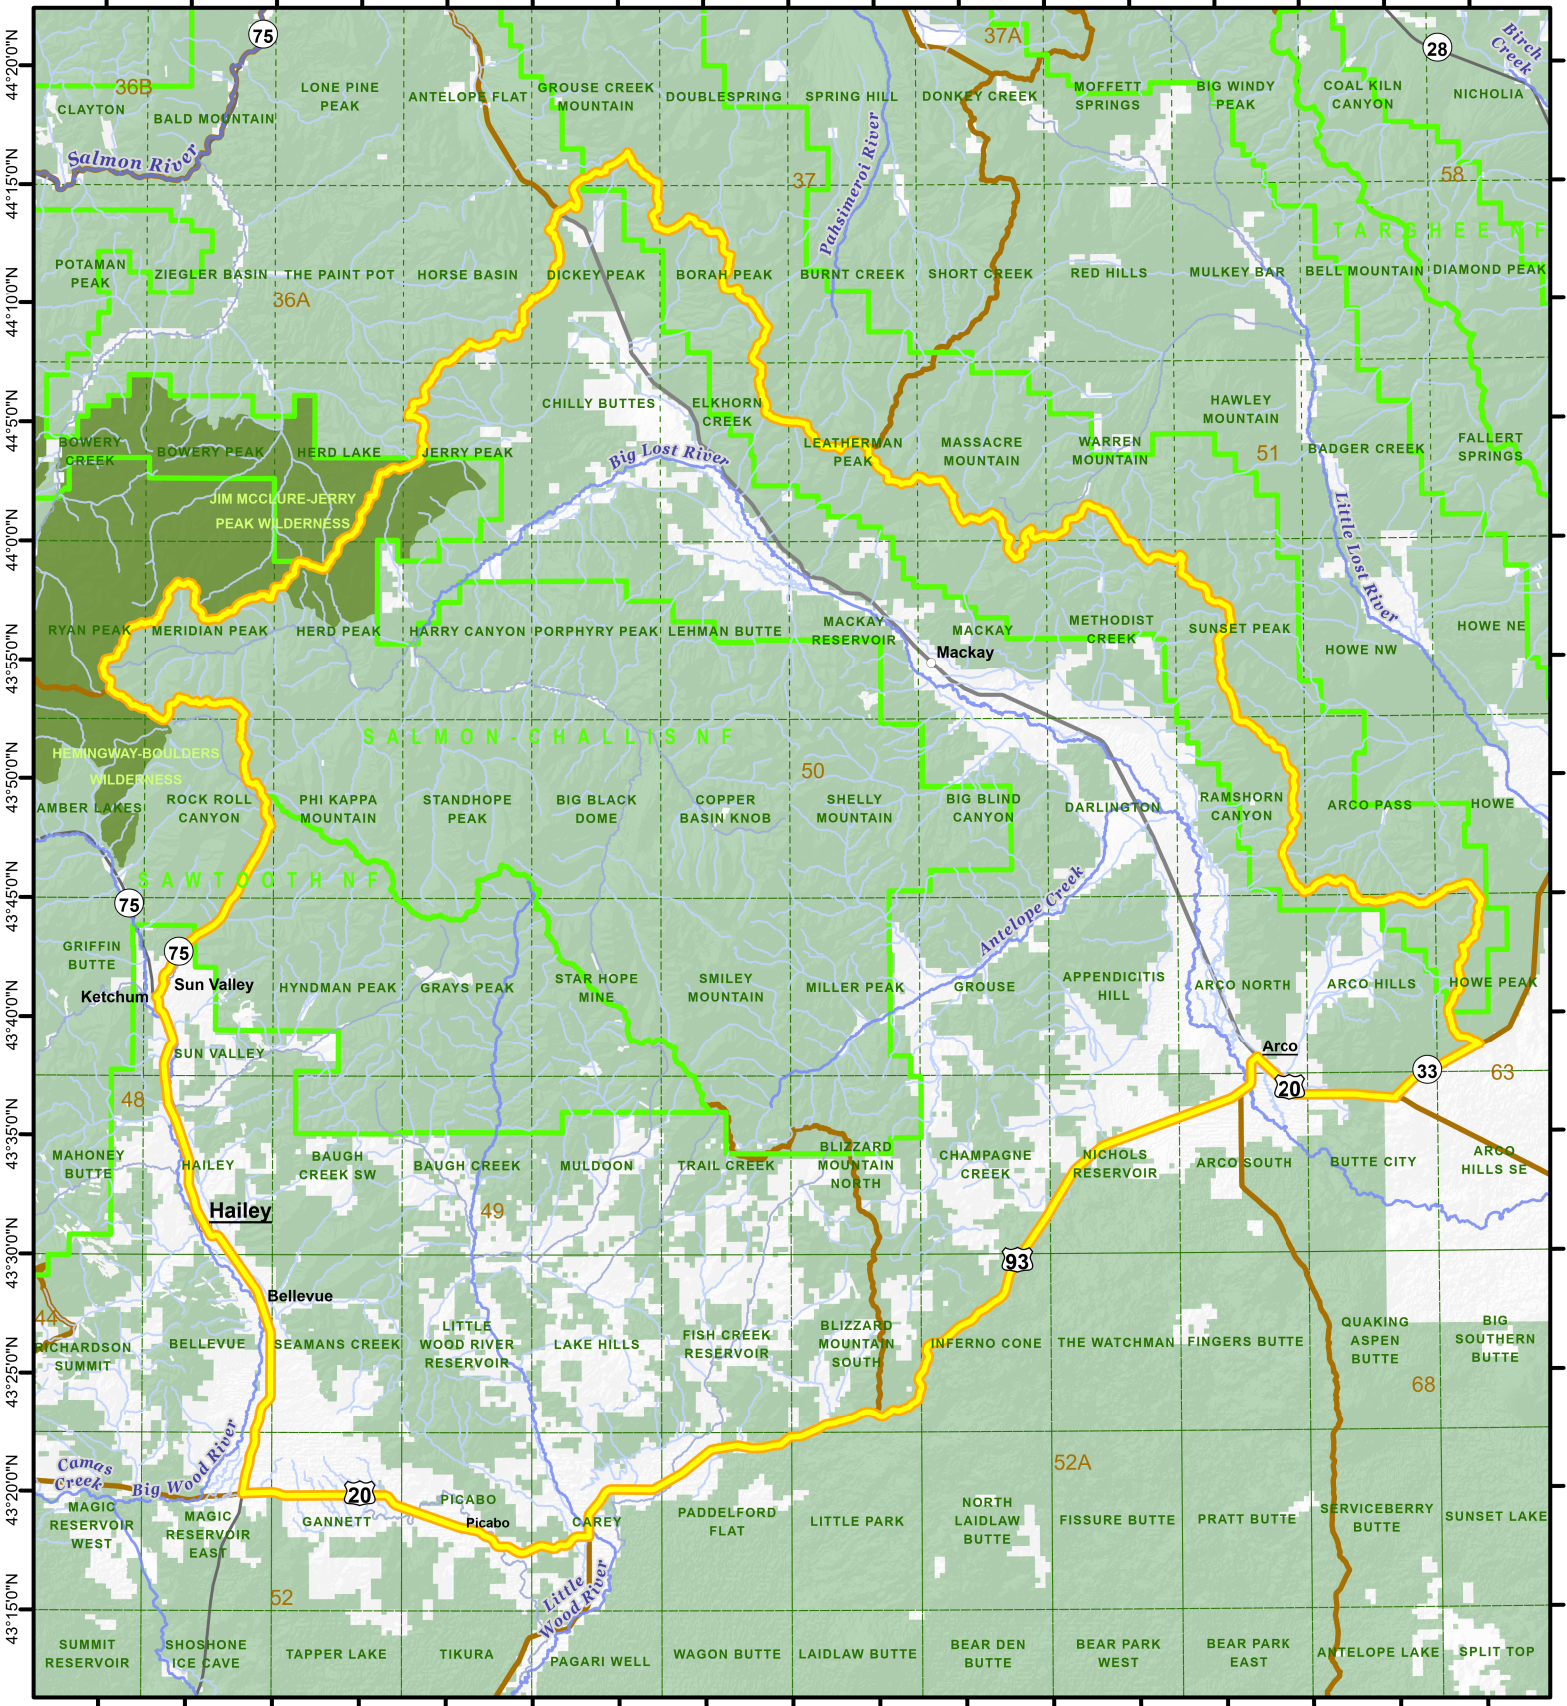 75
28
Birch
Creek
37A
36B
CLAYTON
BALD MOUNTAIN
LONE PINE
PEAK
ANTELOPE FLAT
GROUSE CREEK
MOUNTAIN
DOUBLESPRING
SPRING HILL
DONKEY CREEK
MOFFETT
SPRINGS
BIG WINDY
PEAK
COAL KILN
CANYON
NICHOLIA
44°20'0"N
Salmon River
Pahsimeroi River
37
58
44°15'0"N
TARGHEE NF
POTAMAN
PEAK
ZIEGLER BASIN
THE PAINT POT
HORSE BASIN
DICKEY PEAK
BORAH PEAK
BURNT CREEK
SHORT CREEK
RED HILLS
MULKEY BAR
BELL MOUNTAIN
DIAMOND PEAK
36A
44°10'0"N
CHILLY BUTTES
ELKHORN
CREEK
HAWLEY
MOUNTAIN
44°5'0"N
BOWERY
CREEK
BOWERY PEAK
HERD LAKE
JERRY PEAK
Big Lost River
LEATHERMAN
PEAK
MASSACRE
MOUNTAIN
WARREN
MOUNTAIN
51
BADGER CREEK
FALLERT
SPRINGS
JIM MCCLURE-JERRY
PEAK WILDERNESS
Little Lost River
44°0'0"N
RYAN PEAK
MERIDIAN PEAK
HERD PEAK
HARRY CANYON
PORPHYRY PEAK
LEHMAN BUTTE
MACKAY
RESERVOIR
MACKAY
Mackay
METHODIST
CREEK
SUNSET PEAK
HOWE NW
HOWE NE
43°55'0"N
SALMON-CHALLIS NF
HEMINGWAY-BOULDERS
WILDERNESS
50
43°50'0"N
AMBER LAKES
ROCK ROLL
CANYON
PHI KAPPA
MOUNTAIN
STANDHOPE
PEAK
BIG BLACK
DOME
COPPER
BASIN KNOB
SHELLY
MOUNTAIN
BIG BLIND
CANYON
DARLINGTON
RAMSHORN
CANYON
ARCO PASS
HOWE
SAWTOOTH NF
43°45'0"N
75
75
Antelope Creek
GRIFFIN
BUTTE
Sun Valley
Ketchum
HYNDMAN PEAK
GRAYS PEAK
STAR HOPE
MINE
SMILEY
MOUNTAIN
MILLER PEAK
GROUSE
APPENDICITIS
HILL
ARCO NORTH
ARCO HILLS
HOWE PEAK
43°40'0"N
SUN VALLEY
Arco
20
33
63
48
43°35'0"N
MAHONEY
BUTTE
HAILEY
BAUGH
CREEK SW
BAUGH CREEK
MULDOON
TRAIL CREEK
BLIZZARD
MOUNTAIN
NORTH
CHAMPAGNE
CREEK
NICHOLS
RESERVOIR
ARCO SOUTH
BUTTE CITY
ARCO
HILLS SE
Hailey
49
93
43°30'0"N
Bellevue
44
RICHARDSON
SUMMIT
BELLEVUE
SEAMANS CREEK
LITTLE
WOOD RIVER
RESERVOIR
LAKE HILLS
FISH CREEK
RESERVOIR
BLIZZARD
MOUNTAIN
SOUTH
INFERNO CONE
THE WATCHMAN
FINGERS BUTTE
QUAKING
ASPEN
BUTTE
BIG
SOUTHERN
BUTTE
43°25'0"N
68
52A
Camas
Creek
Big Wood River
20
43°20'0"N
MAGIC
RESERVOIR
WEST
MAGIC
RESERVOIR
EAST
GANNETT
PICABO
Picabo
CAREY
PADDELFORD
FLAT
LITTLE PARK
NORTH
LAIDLAW
BUTTE
FISSURE BUTTE
PRATT BUTTE
SERVICEBERRY
BUTTE
SUNSET LAKE
52
Little
Wood River
43°15'0"N
SUMMIT
RESERVOIR
SHOSHONE
ICE CAVE
TAPPER LAKE
TIKURA
PAGARI WELL
WAGON BUTTE
LAIDLAW BUTTE
BEAR DEN
BUTTE
BEAR PARK
WEST
BEAR PARK
EAST
ANTELOPE LAKE
SPLIT TOP